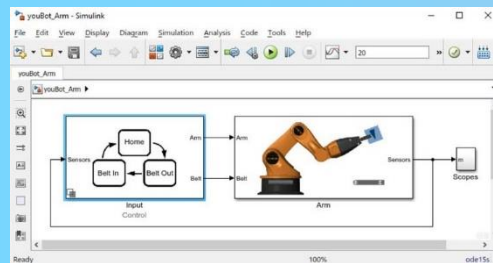 youBot_Arm - Simulink
File Edit View Display Diagram Simulation Analysis Code Tools Help
20
youBot_Arm
youBot_Arm
Sensors
Home
Belt In
Belt Out
Arm
Belt
Input
Control
Arm
Belt
Sensors
Arm
In
Scopes
Ready
100%
ode15s